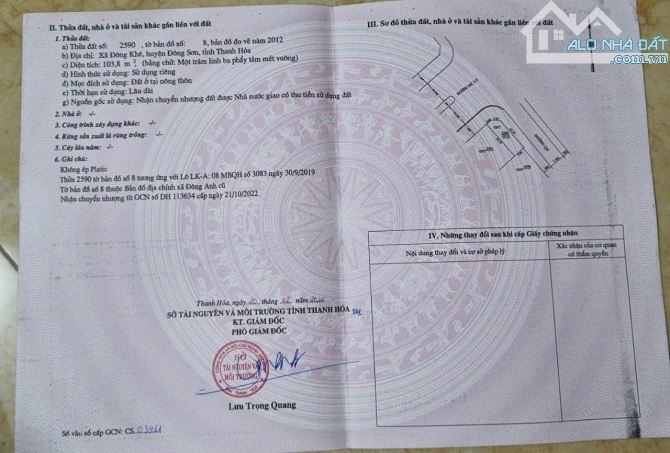 II. Thửa đất, nhà ở và tài sản khác gắn liền với đất
1. Thửa đất:
a) Thửa đất số: 2590, tờ bản đồ số: 8, bản đồ đo vẽ năm 2012
b) Địa chỉ: Xã Đông Khê, huyện Đông Sơn, tỉnh Thanh Hóa
c) Diện tích: 103,8 m² (bằng chữ: Một trăm linh ba phẩy tám mét vuông)
d) Hình thức sử dụng: Sử dụng riêng
đ) Mục đích sử dụng: Đất ở tại nông thôn
e) Thời hạn sử dụng: Lâu dài
g) Nguồn gốc sử dụng: Nhận chuyển nhượng đất được Nhà nước giao có thu tiền sử dụng đất
2. Nhà ở: -/-
3. Công trình xây dựng khác: -/-
4. Rừng sản xuất là rừng trồng: -/-
5. Cây lâu năm: -/-
6. Ghi chú:
Không ép Platic
Thửa 2590 tờ bản đồ số 8 tương ứng với Lô LK-A: 08 MBQH số 3083 ngày 30/9/2019
Tờ bản đồ số 8 thuộc Bản đồ địa chính xã Đông Anh cũ
Nhận chuyển nhượng từ GCN số DH 113634 cấp ngày 21/10/2022
Thanh Hóa, ngày tháng năm
SỞ TÀI NGUYÊN VÀ MÔI TRƯỜNG TỈNH THANH HÓA
KT. GIÁM ĐỐC
PHÓ GIÁM ĐỐC
SỞ
TÀI NGUYÊN VÀ
MÔI TRƯỜNG
Lưu Trọng Quang
Số vào sổ cấp GCN: CS.03961
III. Sơ đồ thửa đất, nhà ở và tài sản khác gắn liền với đất
ALO NHÀ ĐẤT
.com.vn
IV. Những thay đổi sau khi cấp Giấy chứng nhận
Nội dung thay đổi và cơ sở pháp lý
Xác nhận của cơ quan
có thẩm quyền